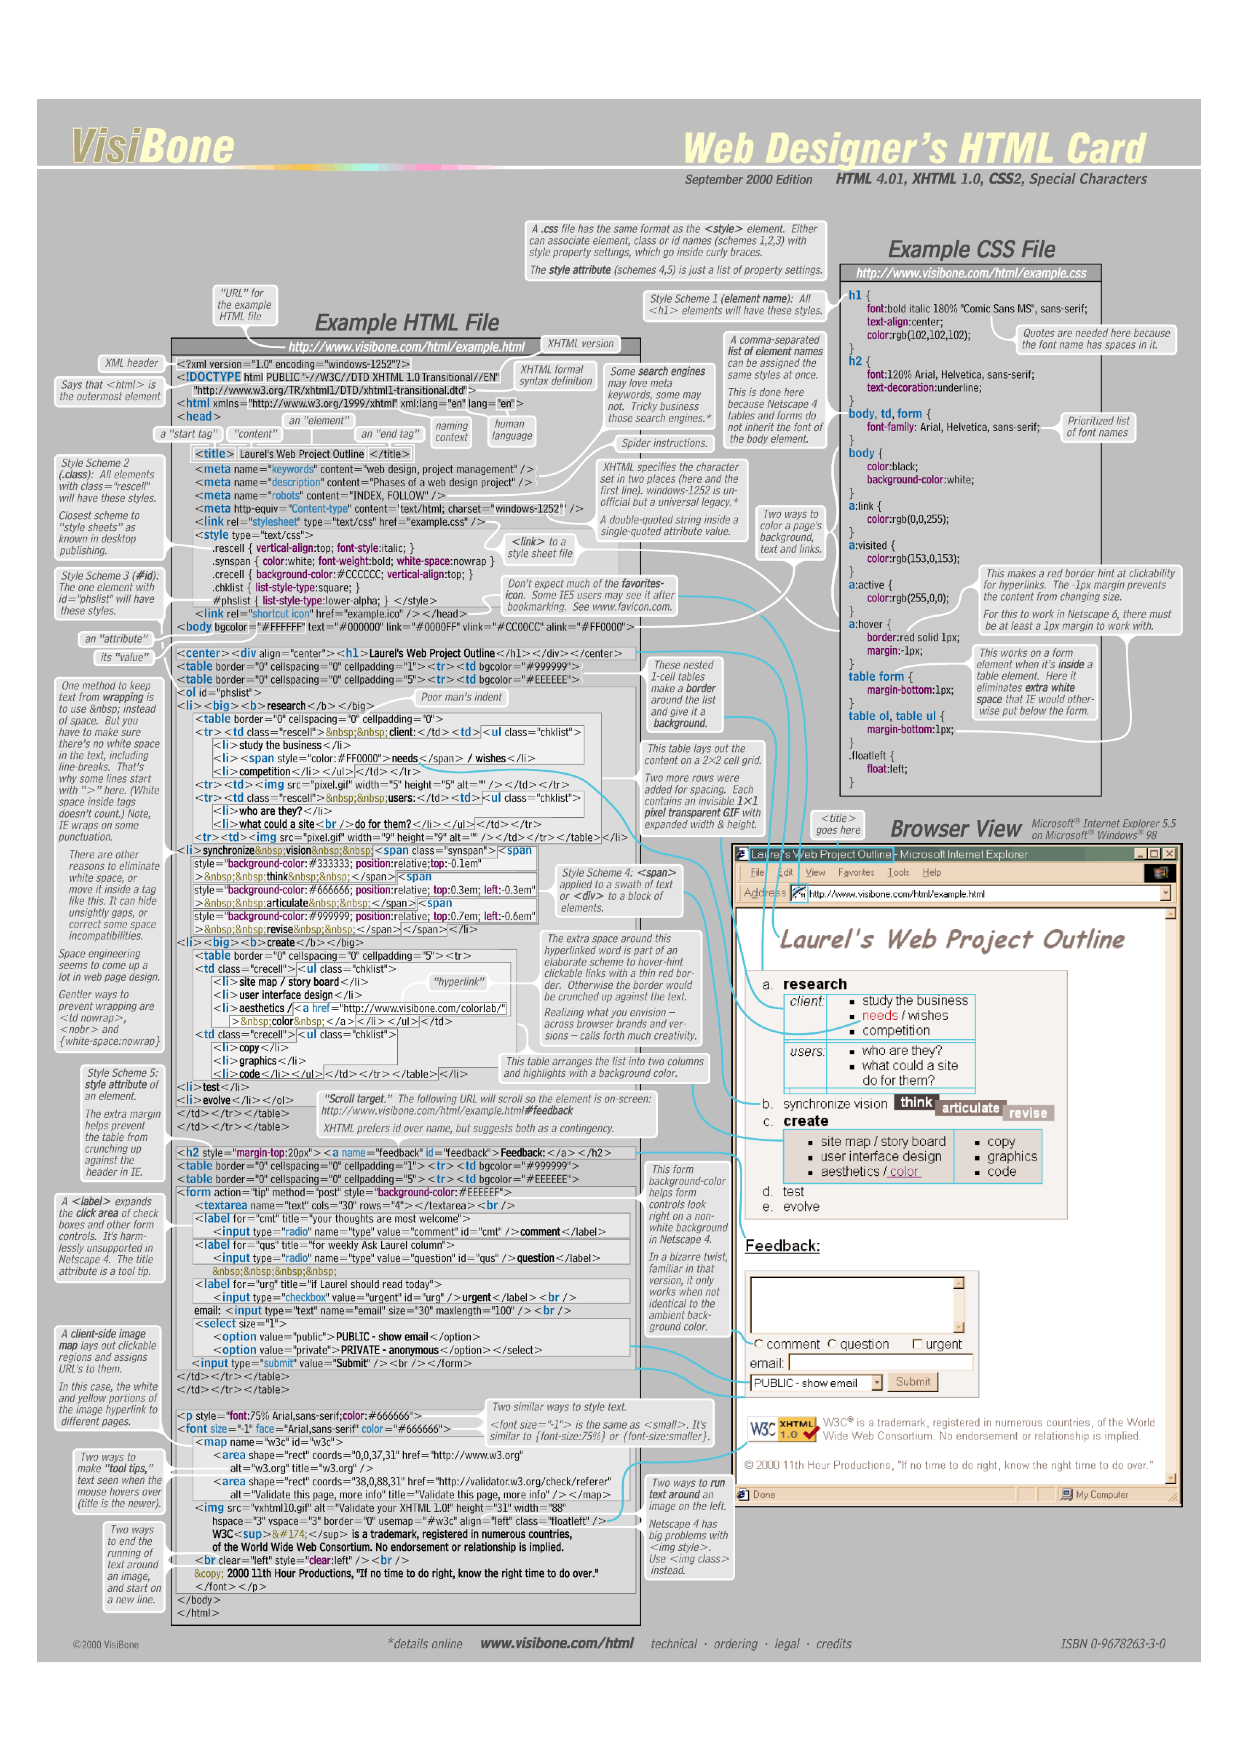 VisiBone
Web Designer's HTML Card
September 2000 Edition HTML 4.01, XHTML 1.0, CSS2, Special Characters
A .css file has the same format as the <style> element. Either
can associate element, class or id names (schemes 1,2,3) with
style property settings, which go inside curly braces.
The style attribute (schemes 4,5) is just a list of property settings.
"URL" for
the example
HTML file
Example HTML File
http://www.visibone.com/html/example.html
XML header
Says that <html> is
the outermost element
XHTML version
XHTML formal
syntax definition
<?xml version="1.0" encoding="windows-1252"?>
<!DOCTYPE html PUBLIC "-//W3C//DTD XHTML 1.0 Transitional//EN"
"http://www.w3.org/TR/xhtml1/DTD/xhtml1-transitional.dtd">
<html xmlns="http://www.w3.org/1999/xhtml" xml:lang="en" lang="en">
<head>
a "start tag"
"content"
an "element"
an "end tag"
naming
context
human
language
<title> Laurel's Web Project Outline </title>
<meta name="keywords" content="web design, project management" />
<meta name="description" content="Phases of a web design project" />
<meta name="robots" content="INDEX, FOLLOW" />
<meta http-equiv="Content-type" content='text/html; charset="windows-1252"' />
<link rel="stylesheet" type="text/css" href="example.css" />
<style type="text/css">
.rescell { vertical-align:top; font-style:italic; }
.synspan { color:white; font-weight:bold; white-space:nowrap }
.crecell { background-color:#CCCCCC; vertical-align:top; }
.chklist { list-style-type:square; }
#phslist { list-style-type:lower-alpha; } </style>
<link rel="shortcut icon" href="example.ico" /></head>
<body bgcolor="#FFFFFF" text="#000000" link="#0000FF" vlink="#CC00CC" alink="#FF0000">
Some search engines
may love meta
keywords, some may
not. Tricky business
those search engines.*
Spider instructions.
XHTML specifies the character
set in two places (here and the
first line). windows-1252 is un-
official but a universal legacy.*
A double-quoted string inside a
single-quoted attribute value.
<link> to a
style sheet file
Don't expect much of the favorites-
icon. Some IE5 users may see it after
bookmarking. See www.favicon.com.
Style Scheme 2
(.class): All elements
with class="rescell"
will have these styles.
Closest scheme to
"style sheets" as
known in desktop
publishing.
Style Scheme 3 (#id):
The one element with
id="phslist" will have
these styles.
an "attribute"
its "value"
<center><div align="center"><h1>Laurel's Web Project Outline</h1></div></center>
<table border="0" cellspacing="0" cellpadding="1"><tr><td bgcolor="#999999">
<table border="0" cellspacing="0" cellpadding="5"><tr><td bgcolor="#EEEEEE">
<ol id="phslist">
<li><big><b>research</b></big>
Poor man's indent
<table border="0" cellspacing="0" cellpadding="0">
<tr><td class="rescell">&nbsp;&nbsp;client:</td><td><ul class="chklist">
<li>study the business</li>
<li><span style="color:#FF0000">needs</span> / wishes</li>
<li>competition</li></ul></td></tr>
<tr><td><img src="pixel.gif" width="5" height="5" alt="" /></td></tr>
<tr><td class="rescell">&nbsp;&nbsp;users:</td><td><ul class="chklist">
<li>who are they?</li>
<li>what could a site<br />do for them?</li></ul></td></tr>
<tr><td><img src="pixel.gif" width="9" height="9" alt="" /></td></tr></table></li>
<li>synchronize&nbsp;vision&nbsp;&nbsp;<span class="synspan"><span
style="background-color:#333333; position:relative;top:-0.1em"
>&nbsp;&nbsp;think&nbsp;&nbsp;</span><span
style="background-color:#666666; position:relative; top:0.3em; left:-0.3em"
>&nbsp;&nbsp;articulate&nbsp;&nbsp;</span><span
style="background-color:#999999; position:relative; top:0.7em; left:-0.6em"
>&nbsp;&nbsp;revise&nbsp;&nbsp;</span></span></li>
<li><big><b>create</b></big>
<table border="0" cellspacing="0" cellpadding="5"><tr>
<td class="crecell"><ul class="chklist">
<li>site map / story board</li>
<li>user interface design</li>
<li>aesthetics /<a href="http://www.visibone.com/colorlab/"
>&nbsp;color&nbsp;</a></li></ul></td>
<td class="crecell"><ul class="chklist">
<li>copy</li>
<li>graphics</li>
<li>code</li></ul></td></tr></table></li>
<li>test</li>
<li>evolve</li></ol>
</td></tr></table>
</td></tr></table>
"hyperlink"
One method to keep
text from wrapping is
to use &nbsp; instead
of space. But you
have to make sure
there's no white space
in the text, including
line-breaks. That's
why some lines start
with ">" here. (White
space inside tags
doesn't count.) Note,
IE wraps on some
punctuation.
There are other
reasons to eliminate
white space, or
move it inside a tag
like this. It can hide
unsightly gaps, or
correct some space
incompatibilities.
Space engineering
seems to come up a
lot in web page design.
Gentler ways to
prevent wrapping are
<td nowrap>,
<nobr> and
{white-space:nowrap}
These nested
1-cell tables
make a border
around the list
and give it a
background.
This table lays out the
content on a 2×2 cell grid.
Two more rows were
added for spacing. Each
contains an invisible 1×1
pixel transparent GIF with
expanded width & height.
Style Scheme 4: <span>
applied to a swath of text
or <div> to a block of
elements.
The extra space around this
hyperlinked word is part of an
elaborate scheme to hover-hint
clickable links with a thin red bor-
der. Otherwise the border would
be crunched up against the text.
Realizing what you envision –
across browser brands and ver-
sions – calls forth much creativity.
This table arranges the list into two columns
and highlights with a background color.
"Scroll target." The following URL will scroll so the element is on-screen:
http://www.visibone.com/html/example.html#feedback
XHTML prefers id over name, but suggests both as a contingency.
Style Scheme 5:
style attribute of
an element.
The extra margin
helps prevent
the table from
crunching up
against the
header in IE.
<h2 style="margin-top:20px"><a name="feedback" id="feedback">Feedback:</a></h2>
<table border="0" cellspacing="0" cellpadding="1"><tr><td bgcolor="#999999">
<table border="0" cellspacing="0" cellpadding="5"><tr><td bgcolor="#EEEEEE">
<form action="tip" method="post" style="background-color:#EEEEEF">
<textarea name="text" cols="30" rows="4"></textarea><br />
<label for="cmt" title="your thoughts are most welcome">
<input type="radio" name="type" value="comment" id="cmt" />comment</label>
<label for="qus" title="for weekly Ask Laurel column">
<input type="radio" name="type" value="question" id="qus" />question</label>
&nbsp;&nbsp;&nbsp;&nbsp;
<label for="urg" title="if Laurel should read today">
<input type="checkbox" value="urgent" id="urg" />urgent</label><br />
email: <input type="text" name="email" size="30" maxlength="100" /><br />
<select size="1">
<option value="public">PUBLIC - show email</option>
<option value="private">PRIVATE - anonymous</option></select>
<input type="submit" value="Submit" /><br /></form>
</td></tr></table>
</td></tr></table>
A <label> expands
the click area of check
boxes and other form
controls. It's harm-
lessly unsupported in
Netscape 4. The title
attribute is a tool tip.
This form
background-color
helps form
controls look
right on a non-
white background
in Netscape 4.
In a bizarre twist,
familiar in that
version, it only
works when not
identical to the
ambient back-
ground color.
A client-side image
map lays out clickable
regions and assigns
URL's to them.
In this case, the white
and yellow portions of
the image hyperlink to
different pages.
Two similar ways to style text.
<font size="-1"> is the same as <small>. It's
similar to {font-size:75%} or {font-size:smaller}.
<p style="font:75% Arial,sans-serif;color:#666666">
<font size="-1" face="Arial,sans-serif" color="#666666">
<map name="w3c" id="w3c">
<area shape="rect" coords="0,0,37,31" href="http://www.w3.org"
alt="w3.org" title="w3.org" />
<area shape="rect" coords="38,0,88,31" href="http://validator.w3.org/check/referer"
alt="Validate this page, more info" title="Validate this page, more info" /></map>
<img src="vxhtml10.gif" alt="Validate your XHTML 1.0!" height="31" width="88"
hspace="3" vspace="3" border="0" usemap="#w3c" align="left" class="floatleft" />
W3C<sup>&#174;</sup> is a trademark, registered in numerous countries,
of the World Wide Web Consortium. No endorsement or relationship is implied.
<br clear="left" style="clear:left" /><br />
&copy; 2000 11th Hour Productions, "If no time to do right, know the right time to do over."
</font></p>
</body>
</html>
Two ways to
make "tool tips,"
text seen when the
mouse hovers over
(title is the newer).
Two ways
to end the
running of
text around
an image,
and start on
a new line.
Two ways to run
text around an
image on the left.
Netscape 4 has
big problems with
<img style>.
Use <img class>
instead.
Example CSS File
http://www.visibone.com/html/example.css
Style Scheme 1 (element name): All
<h1> elements will have these styles.
A comma-separated
list of element names
can be assigned the
same styles at once.
This is done here
because Netscape 4
tables and forms do
not inherit the font of
the body element.
Two ways to
color a page's
background,
text and links.
h1 {
font:bold italic 180% "Comic Sans MS", sans-serif;
text-align:center;
color:rgb(102,102,102);
}
h2 {
font:120% Arial, Helvetica, sans-serif;
text-decoration:underline;
}
body, td, form {
font-family: Arial, Helvetica, sans-serif;
}
body {
color:black;
background-color:white;
}
a:link {
color:rgb(0,0,255);
}
a:visited {
color:rgb(153,0,153);
}
a:active {
color:rgb(255,0,0);
}
a:hover {
border:red solid 1px;
margin:-1px;
}
table form {
margin-bottom:1px;
}
table ol, table ul {
margin-bottom:1px;
}
.floatleft {
float:left;
}
Quotes are needed here because
the font name has spaces in it.
Prioritized list
of font names
This makes a red border hint at clickability
for hyperlinks. The -1px margin prevents
the content from changing size.
For this to work in Netscape 6, there must
be at least a 1px margin to work with.
This works on a form
element when it's inside a
table element. Here it
eliminates extra white
space that IE would other-
wise put below the form.
<title>
goes here
Browser View
Microsoft® Internet Explorer 5.5
on Microsoft® Windows® 98
Laurel's Web Project Outline - Microsoft Internet Explorer
File Edit View Favorites Tools Help
Address http://www.visibone.com/html/example.html
Laurel's Web Project Outline
a. research
client:
study the business
needs / wishes
competition
users:
who are they?
what could a site
do for them?
b. synchronize vision think articulate revise
c. create
site map / story board
user interface design
aesthetics / color
copy
graphics
code
d. test
e. evolve
Feedback:
comment question urgent
email:
PUBLIC - show email Submit
W3C XHTML 1.0
W3C® is a trademark, registered in numerous countries, of the World
Wide Web Consortium. No endorsement or relationship is implied.
© 2000 11th Hour Productions, "If no time to do right, know the right time to do over."
Done My Computer
©2000 VisiBone
*details online www.visibone.com/html technical · ordering · legal · credits
ISBN 0-9678263-3-0